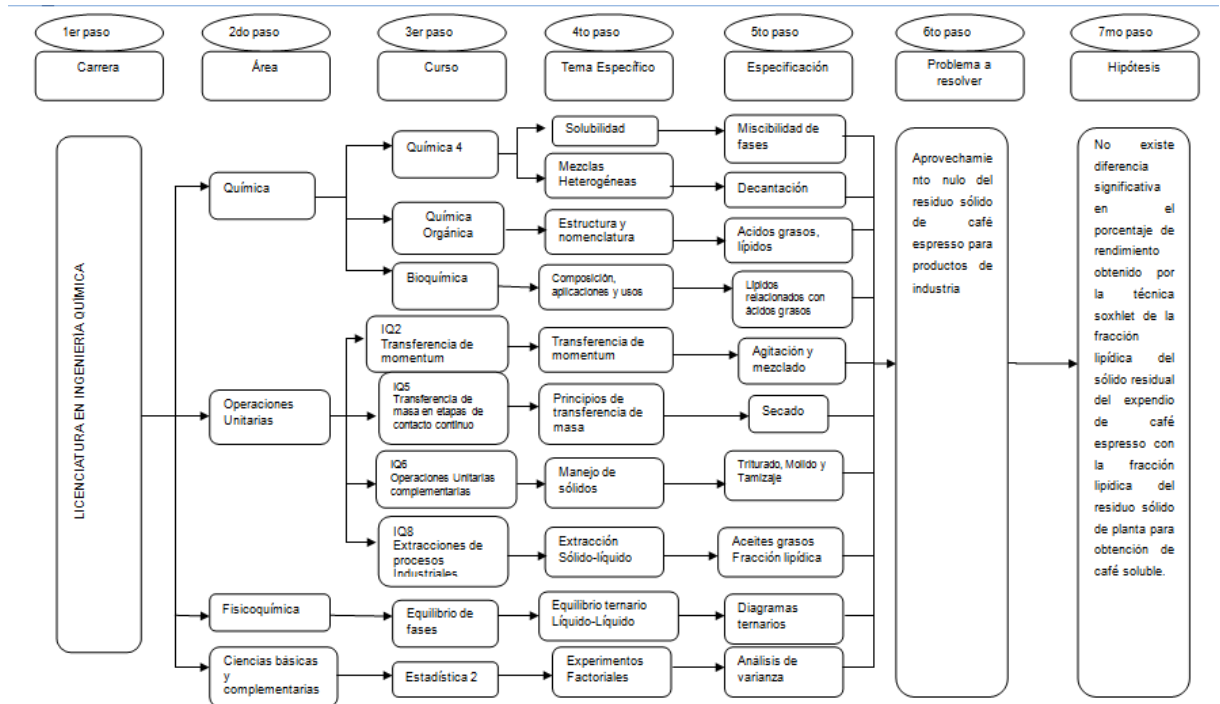 1er paso
2do paso
3er paso
4to paso
5to paso
6to paso
7mo paso
Carrera
Área
Curso
Tema Específico
Especificación
Problema a
resolver
Hipótesis
LICENCIATURA EN INGENIERÍA QUÍMICA
Química
Química 4
Solubilidad
Miscibilidad de
fases
Mezclas
Heterogéneas
Decantación
Química
Orgánica
Estructura y
nomenclatura
Acidos grasos,
lípidos
Bioquímica
Composición,
aplicaciones y usos
Lípidos
relacionados con
ácidos grasos
Operaciones
Unitarias
IQ2
Transferencia de
momentum
Transferencia de
momentum
Agitación y
mezclado
IQ5
Transferencia de
masa en etapas de
contacto continuo
Principios de
transferencia de
masa
Secado
IQ6
Operaciones Unitarias
complementarias
Manejo de
sólidos
Triturado, Molido y
Tamizaje
IQ8
Extracciones de
procesos
Industriales
Extracción
Sólido-líquido
Aceites grasos
Fracción lipídica
Fisicoquímica
Equilibrio de
fases
Equilibrio ternario
Líquido-Líquido
Diagramas
ternarios
Ciencias básicas
y
complementarias
Estadística 2
Experimentos
Factoriales
Análisis de
varianza
Aprovechamie
nto nulo del
residuo sólido
de café
espresso para
productos de
industria
No existe
diferencia
significativa
en el
porcentaje de
rendimiento
obtenido por
la técnica
soxhlet de la
fracción
lipídica del
sólido residual
del expendio
de café
espresso con
la fracción
lipidica del
residuo sólido
de planta para
obtención de
café soluble.